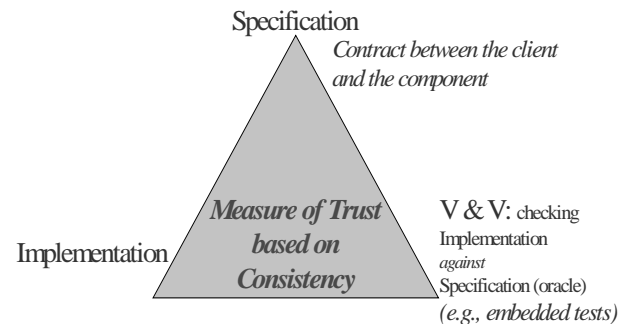 Specification
Contract between the client
and the component
Measure of Trust
based on
Consistency
Implementation
V & V: checking
Implementation
against
Specification (oracle)
(e.g., embedded tests)